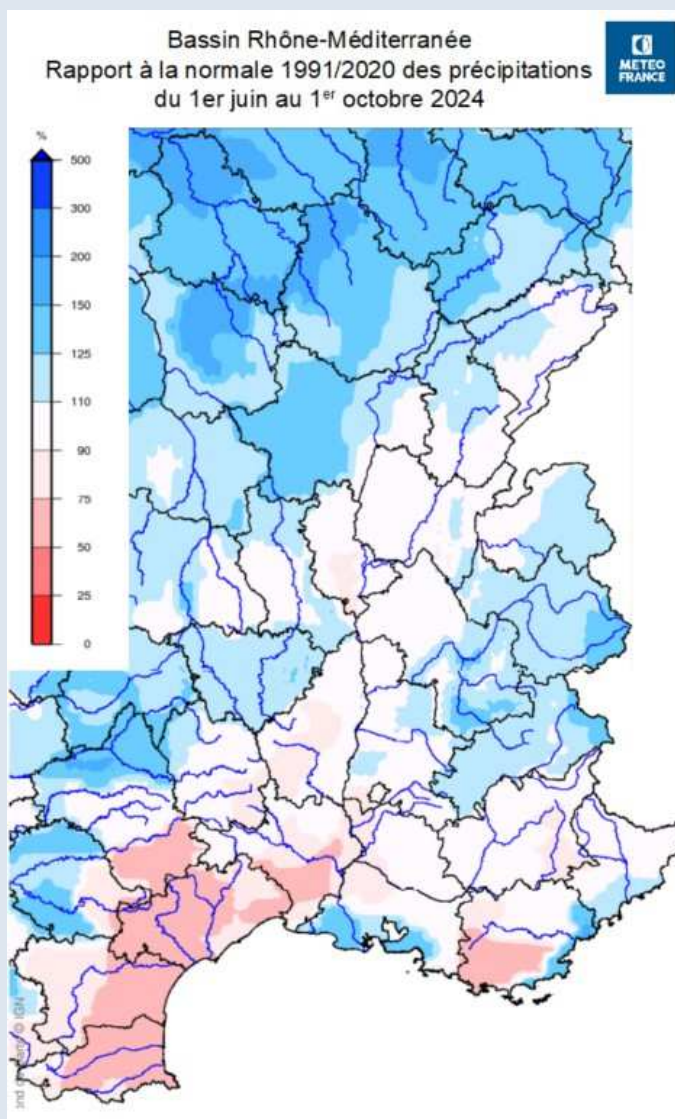 Bassin Rhône-Méditerranée
Rapport à la normale 1991/2020 des précipitations
du 1er juin au 1er octobre 2024
METEO
FRANCE
%
500
300
200
150
125
110
90
75
50
25
0
© IGN